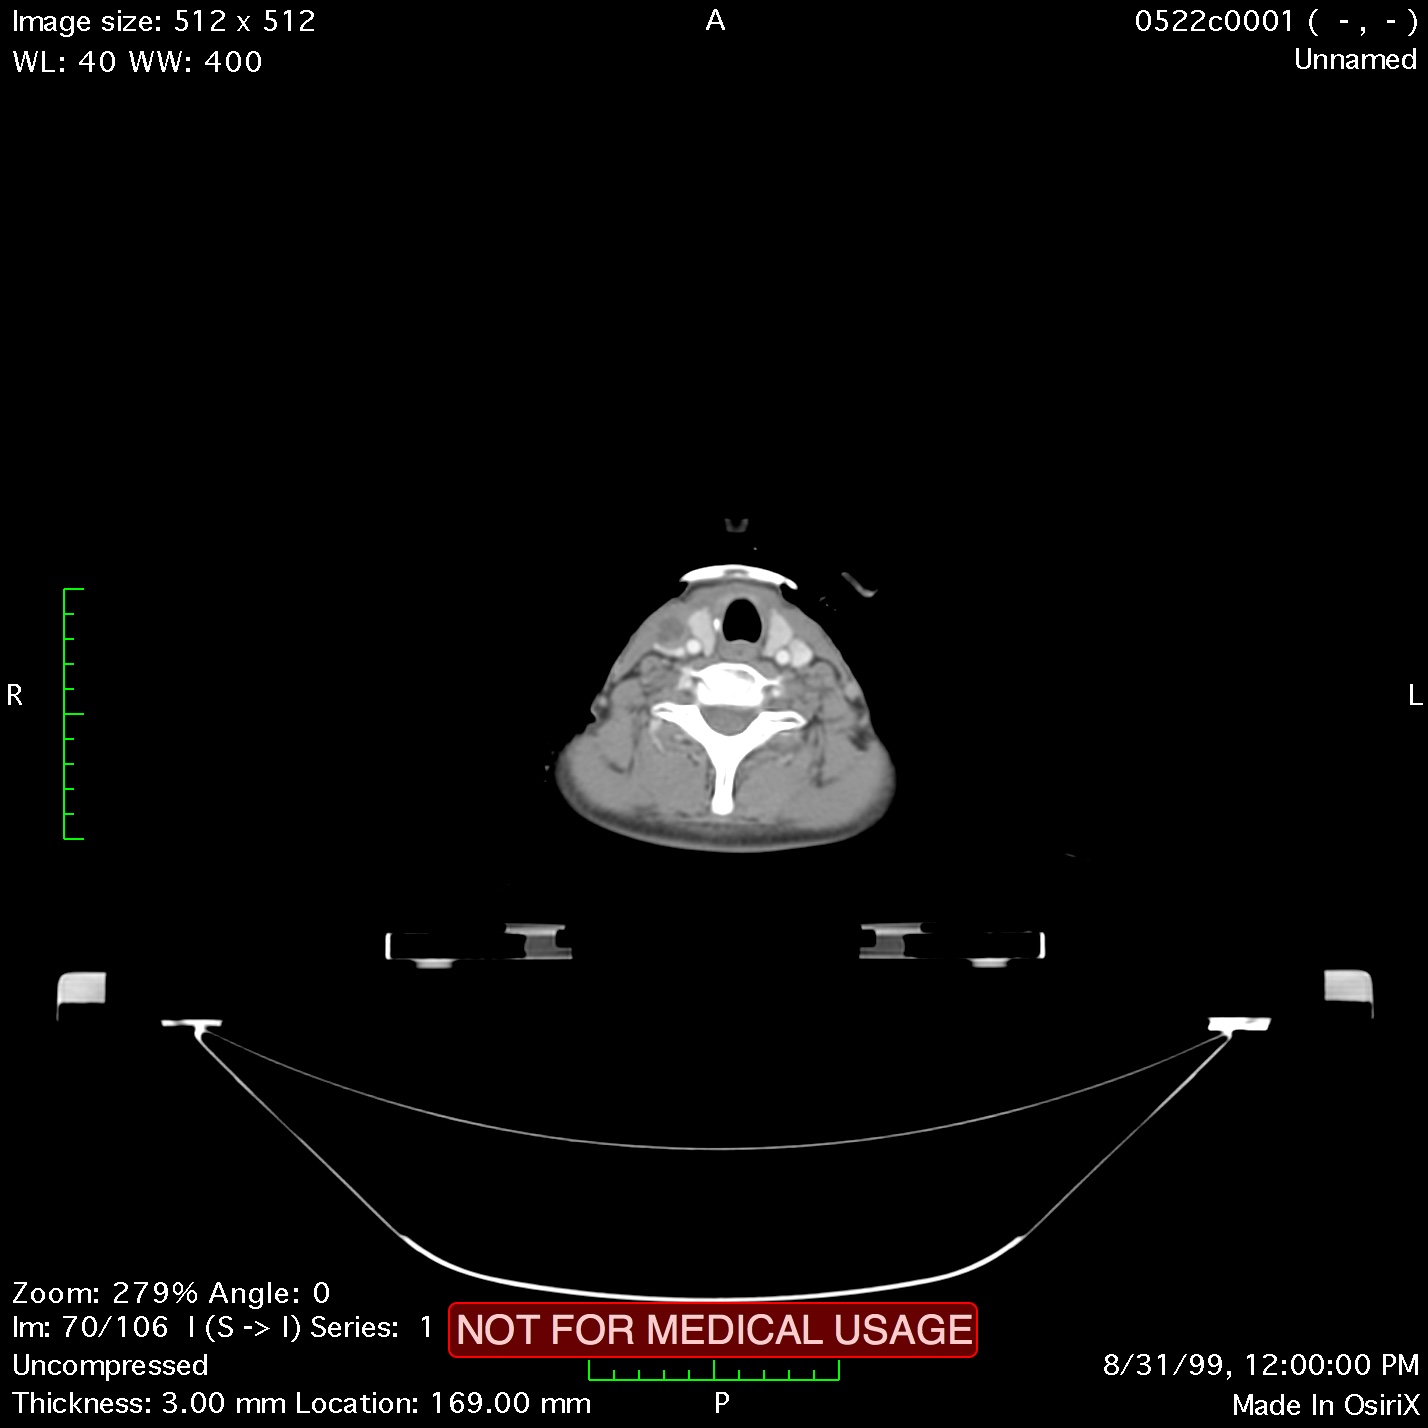 Image size: 512 x 512
WL: 40 WW: 400
A
0522c0001 ( - , - )
Unnamed
R
L
Zoom: 279% Angle: 0
Im: 70/106 I (S -> I) Series: 1
Uncompressed
Thickness: 3.00 mm Location: 169.00 mm
NOT FOR MEDICAL USAGE
P
8/31/99, 12:00:00 PM
Made In OsiriX